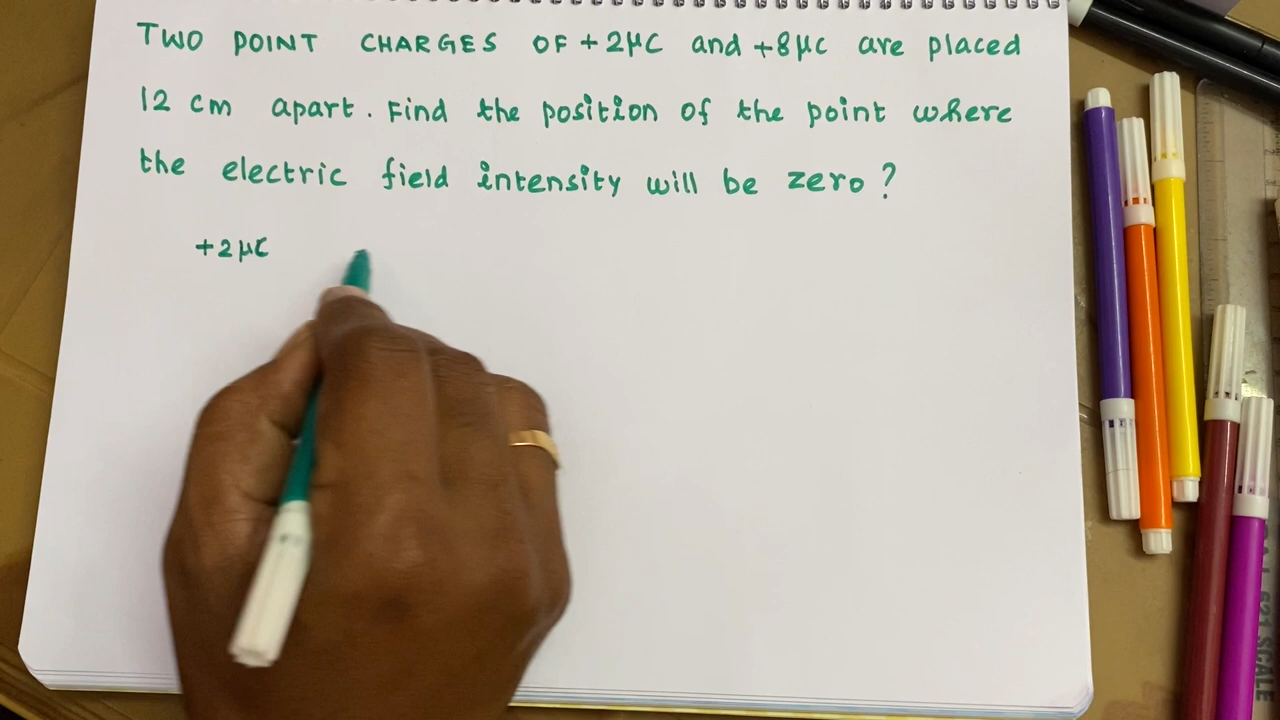 TWO POINT CHARGES OF +2μC and +8μc are placed
12 cm apart. Find the position of the point where
the electric field intensity will be zero?
+2μC
SCALE